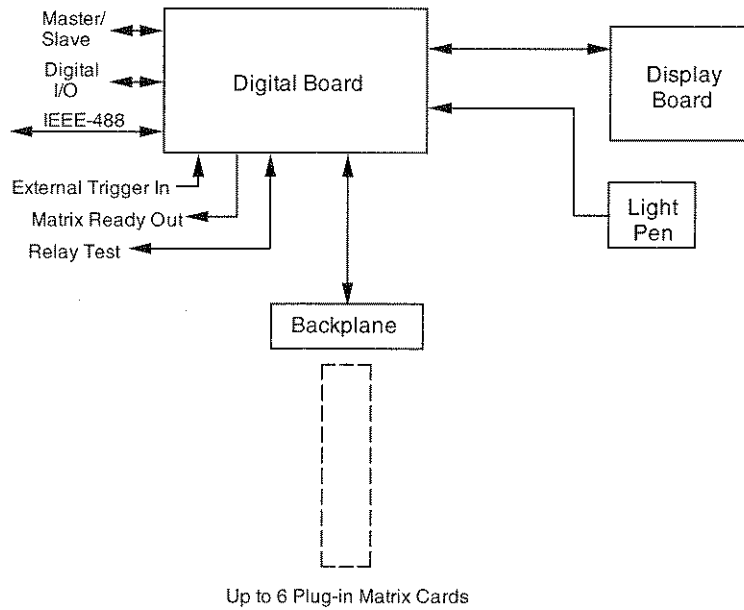 Master/
Slave
Digital
I/O
IEEE-488
Digital Board
Display
Board
External Trigger In
Matrix Ready Out
Relay Test
Light
Pen
Backplane
Up to 6 Plug-in Matrix Cards